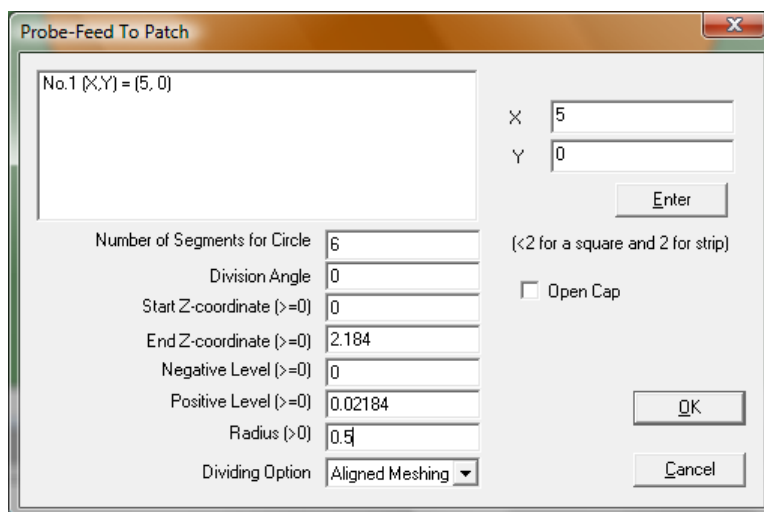 Probe-Feed To Patch
No.1 (X,Y) = (5, 0)
X 5
Y 0
Enter
Number of Segments for Circle 6
(<2 for a square and 2 for strip)
Division Angle 0
Open Cap
Start Z-coordinate (>=0) 0
End Z-coordinate (>=0) 2.184
Negative Level (>=0) 0
Positive Level (>=0) 0.02184
OK
Radius (>0) 0.5
Dividing Option Aligned Meshing
Cancel